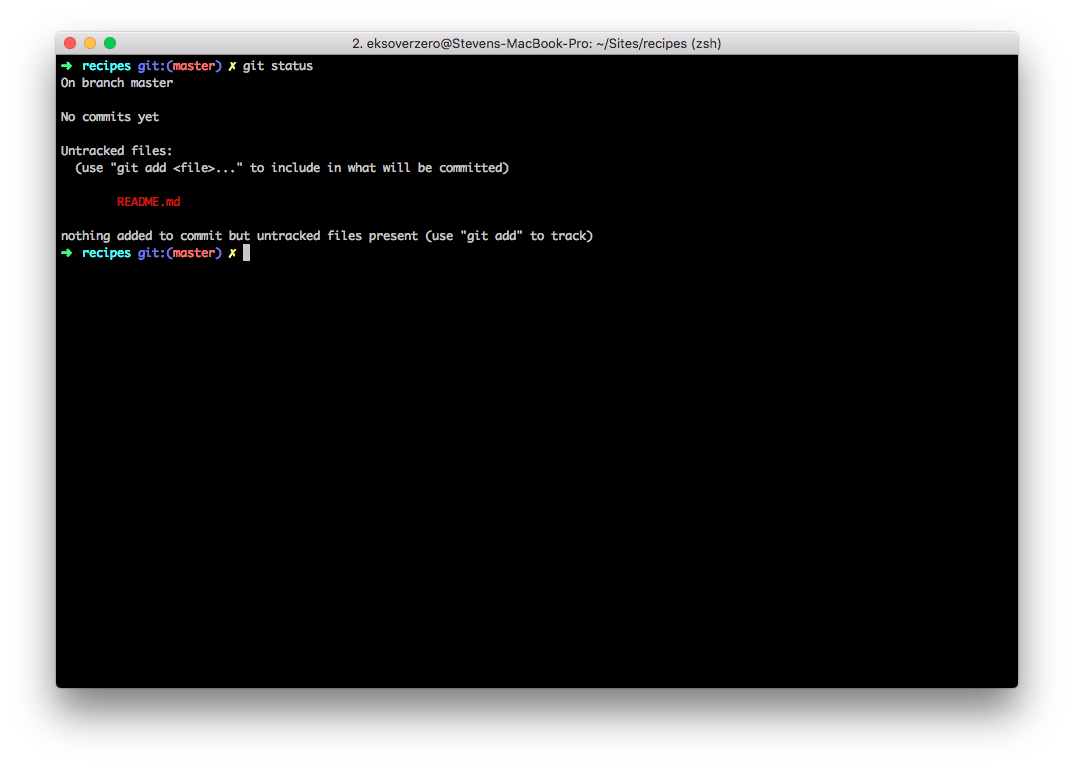 2. eksoverzero@Stevens-MacBook-Pro: ~/Sites/recipes (zsh)
➜ recipes git:(master) ✗ git status
On branch master
No commits yet
Untracked files:
(use "git add <file>..." to include in what will be committed)
README.md
nothing added to commit but untracked files present (use "git add" to track)
➜ recipes git:(master) ✗